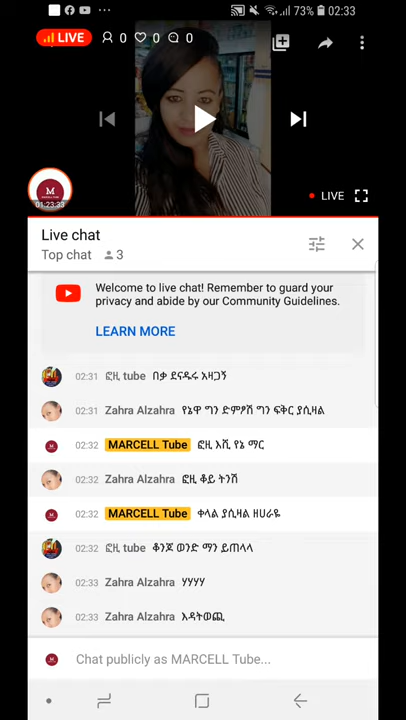 73% 02:33
LIVE 0 0 0
M
MARCELL TUBE
01:23:33
LIVE
Live chat
Top chat 3
Welcome to live chat! Remember to guard your
privacy and abide by our Community Guidelines.
LEARN MORE
02:31 ፎዚ tube በቃ ደናዱሩ አዛጋኝ
02:31 Zahra Alzahra የኔዋ ግን ድምፆሽ ግን ፍቅር ያሲዛል
02:32 MARCELL Tube ፎዚ እሺ የኔ ማር
02:32 Zahra Alzahra ፎዚ ቆይ ትንሽ
02:32 MARCELL Tube ቀላል ያሲዛል ዘሀራዬ
02:32 ፎዚ tube ቆንጆ ወንድ ማን ይጠላላ
02:33 Zahra Alzahra ሃሃሃሃ
02:33 Zahra Alzahra እዳትወጪ
Chat publicly as MARCELL Tube...